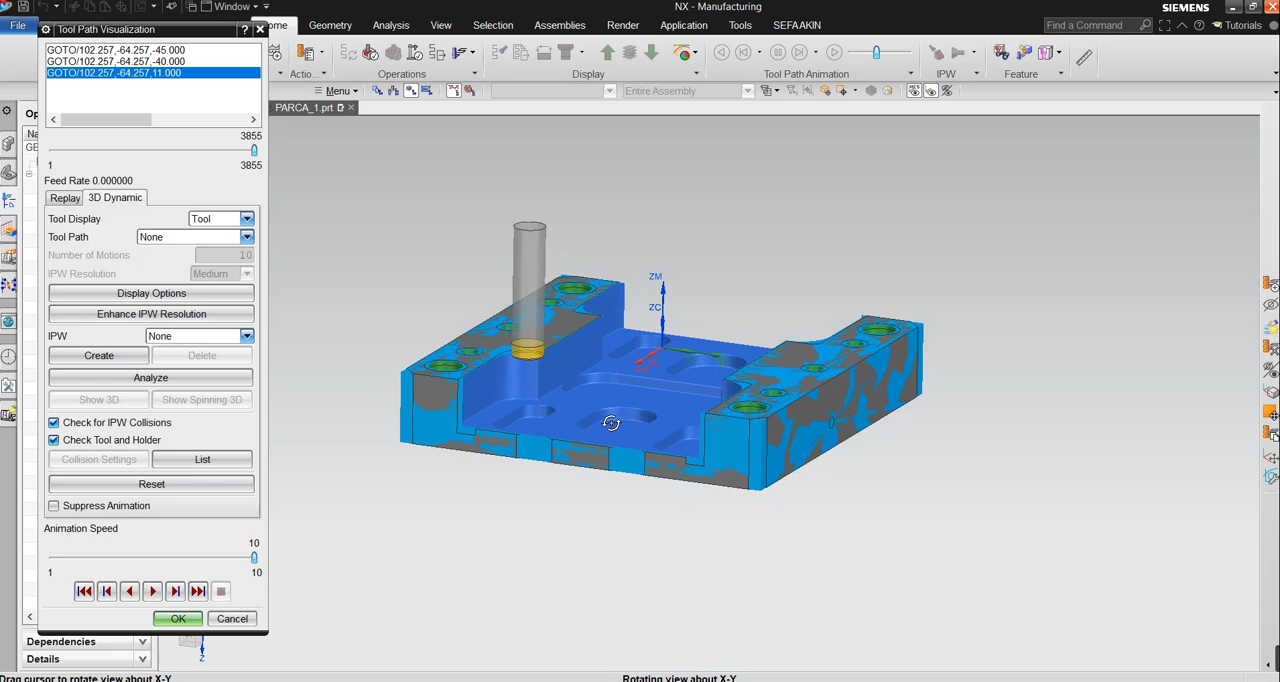 Window
NX - Manufacturing
SIEMENS
File
ome
Geometry
Analysis
View
Selection
Assemblies
Render
Application
Tools
SEFAAKIN
Find a Command
Tutorials
Tool Path Visualization
?
GOTO/102.257,-64.257,-45.000
GOTO/102.257,-64.257,-40.000
GOTO/102.257,-64.257,11.000
Actio...
Operations
Display
Tool Path Animation
IPW
Feature
Menu
Entire Assembly
PARCA_1.prt
3855
1
3855
Feed Rate 0.000000
Replay
3D Dynamic
Tool Display
Tool
Tool Path
None
Number of Motions
10
IPW Resolution
Medium
Display Options
Enhance IPW Resolution
IPW
None
Create
Delete
Analyze
Show 3D
Show Spinning 3D
Check for IPW Collisions
Check Tool and Holder
Collision Settings
List
Reset
Suppress Animation
Animation Speed
10
1
10
OK
Cancel
Dependencies
Details
Op
Na
GE
ZM
ZC
Z
Drag cursor to rotate view about X-Y
Rotating view about X-Y